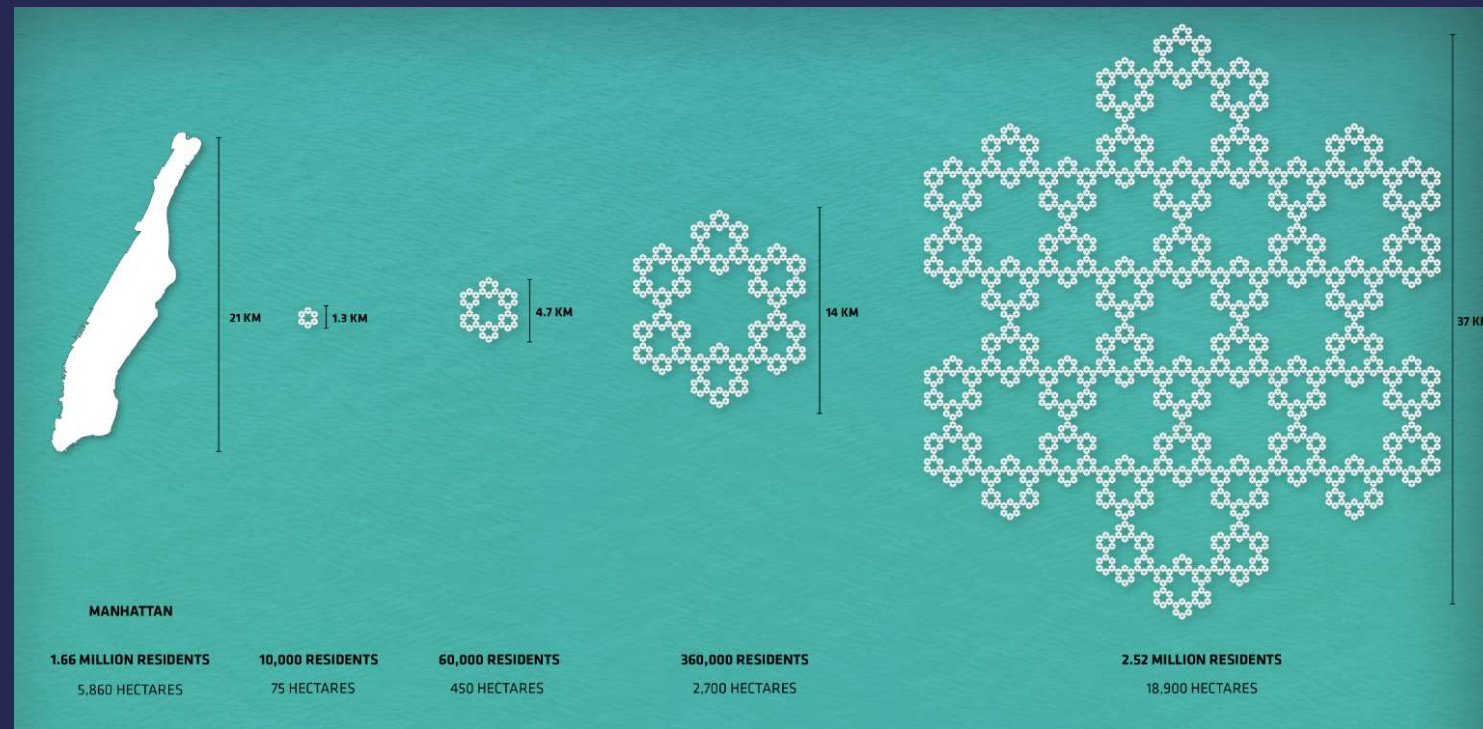 21 KM
1.3 KM
4.7 KM
14 KM
37 K
MANHATTAN
1.66 MILLION RESIDENTS
5,860 HECTARES
10,000 RESIDENTS
75 HECTARES
60,000 RESIDENTS
450 HECTARES
360,000 RESIDENTS
2,700 HECTARES
2.52 MILLION RESIDENTS
18,900 HECTARES